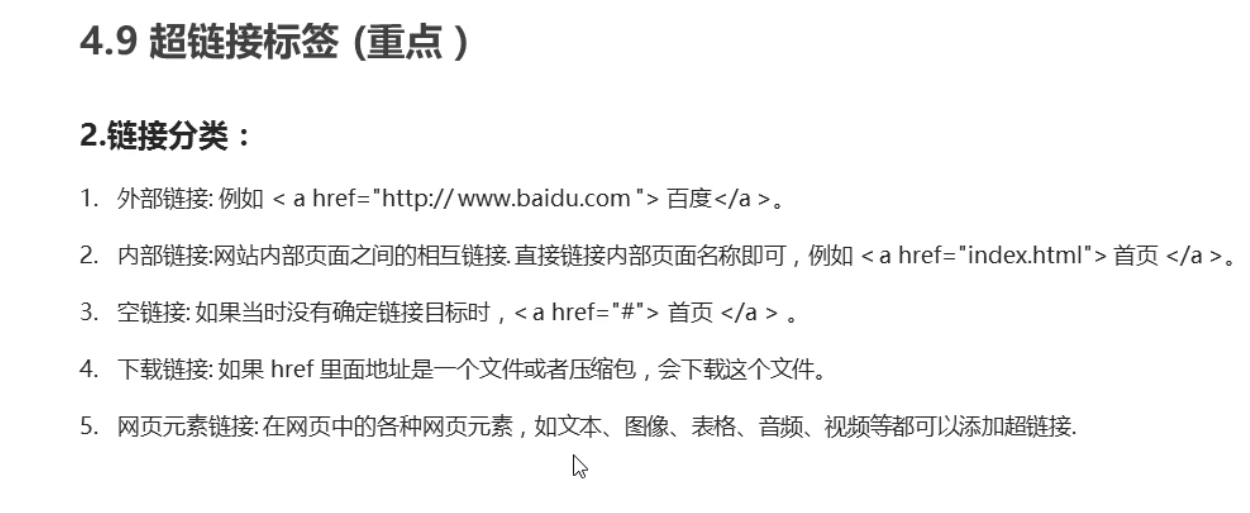 4.9 超链接标签 (重点 )
2.链接分类：
1. 外部链接: 例如 < a href="http:// www.baidu.com "> 百度</a >。
2. 内部链接:网站内部页面之间的相互链接. 直接链接内部页面名称即可，例如 < a href="index.html"> 首页 </a >。
3. 空链接: 如果当时没有确定链接目标时，< a href="#"> 首页 </a > 。
4. 下载链接: 如果 href 里面地址是一个文件或者压缩包，会下载这个文件。
5. 网页元素链接: 在网页中的各种网页元素，如文本、图像、表格、音频、视频等都可以添加超链接.